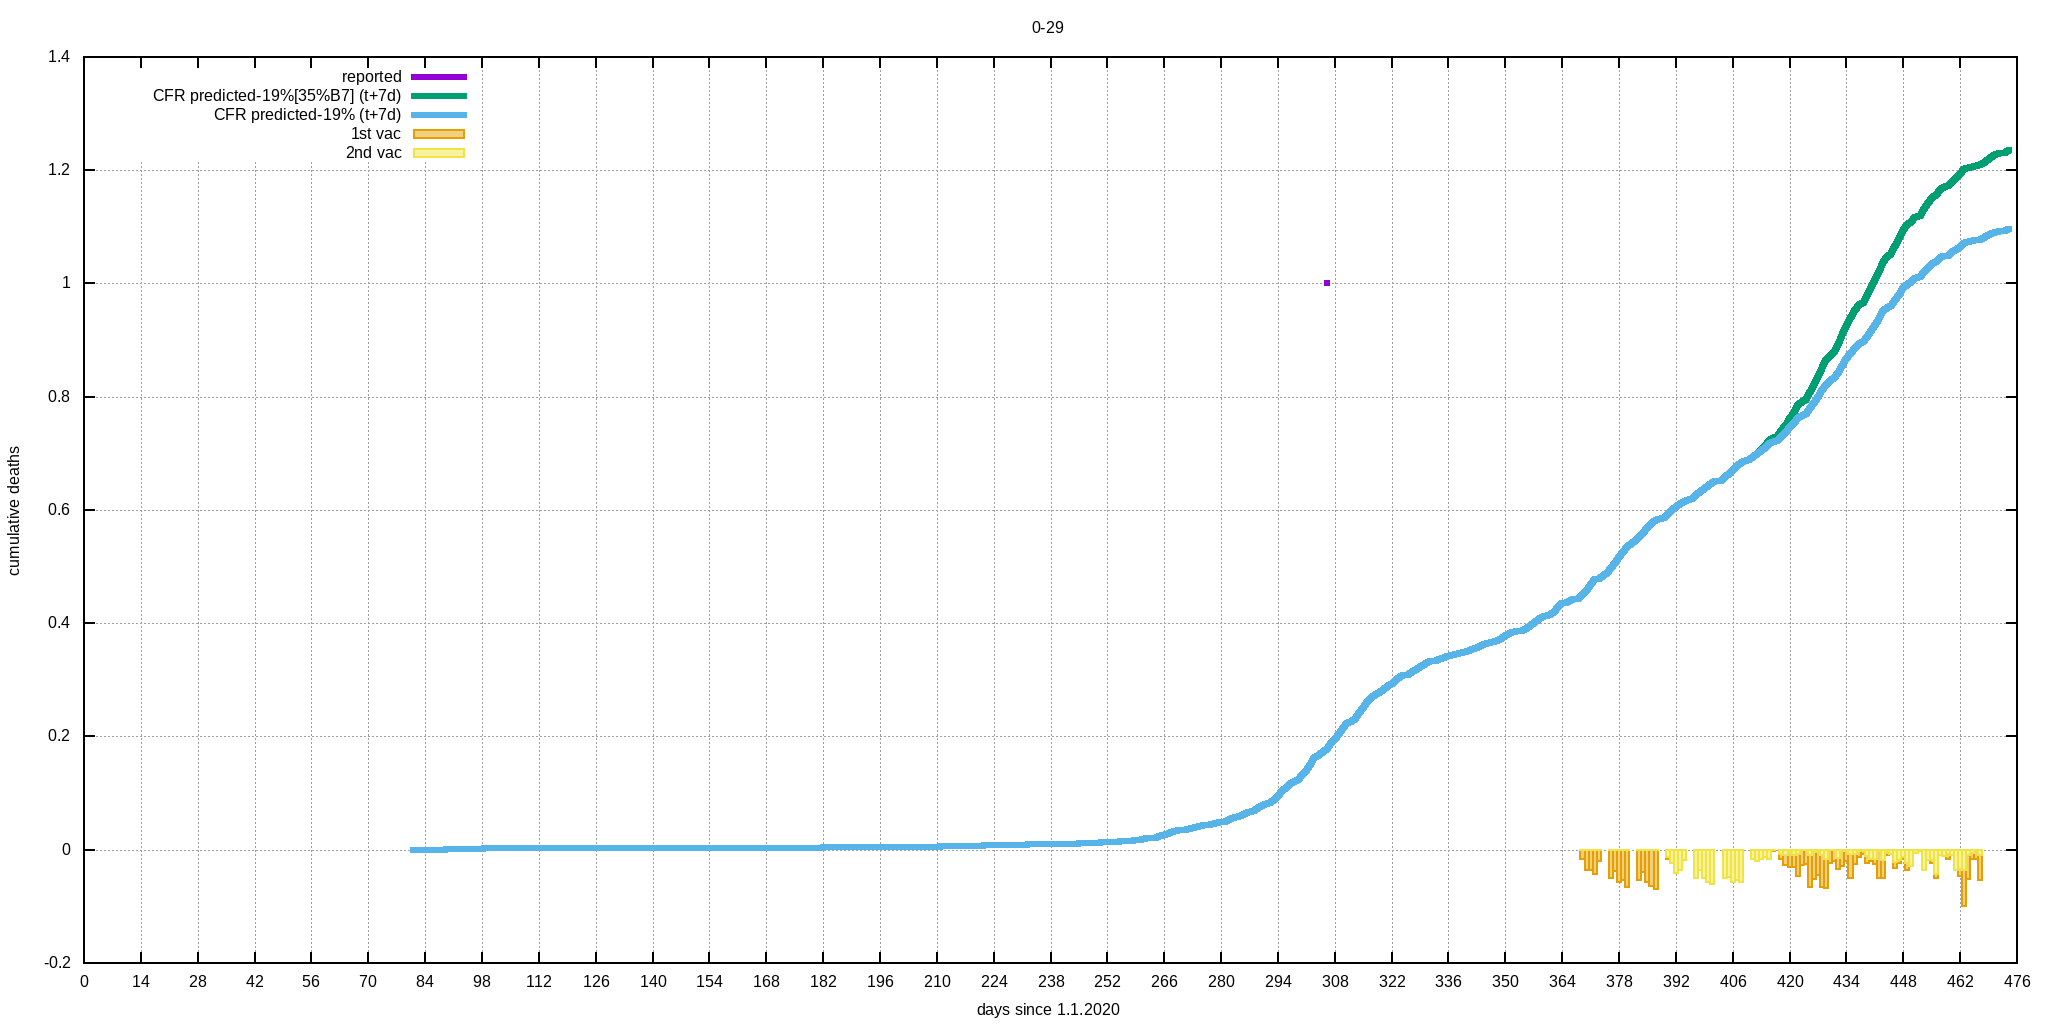 0-29
1.4
1.2
1
0.8
0.6
0.4
0.2
0
-0.2
cumulative deaths
reported
CFR predicted-19%[35%B7] (t+7d)
CFR predicted-19% (t+7d)
1st vac
2nd vac
0 14 28 42 56 70 84 98 112 126 140 154 168 182 196 210 224 238 252 266 280 294 308 322 336 350 364 378 392 406 420 434 448 462 476
days since 1.1.2020